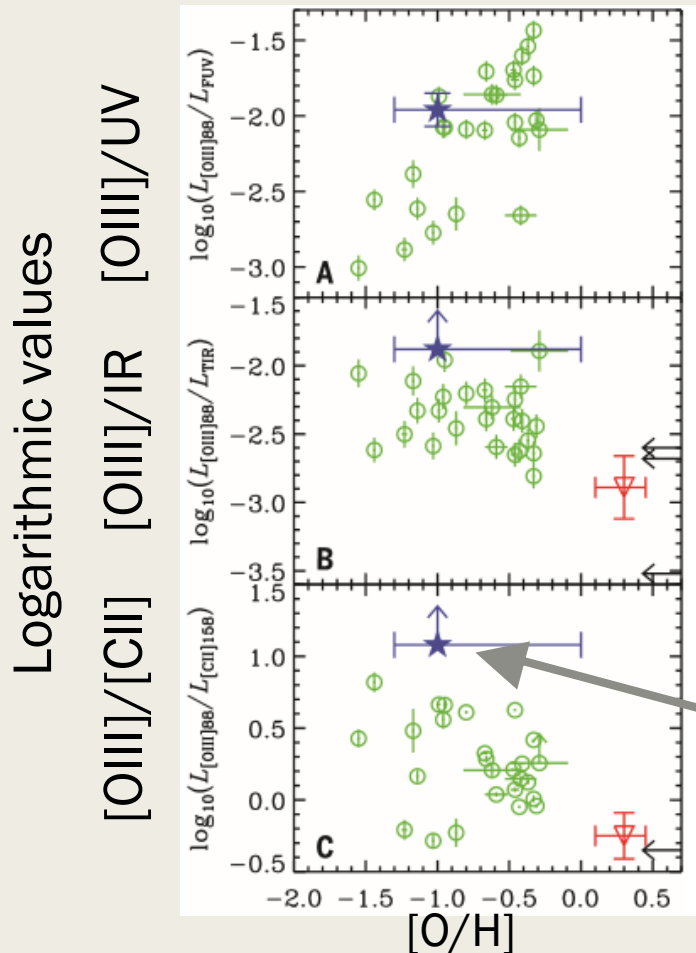 Logarithmic values
[OIII]/UV
[OIII]/IR
[OIII]/[CII]
log₁₀(L[OIII]88/LFUV)
−1.5
−2.0
−2.5
−3.0
A
log₁₀(L[OIII]88/LTIR)
−1.5
−2.0
−2.5
−3.0
−3.5
B
log₁₀(L[OIII]88/L[CII]158)
1.5
1.0
0.5
0.0
−0.5
C
−2.0 −1.5 −1.0 −0.5 0.0 0.5
[O/H]